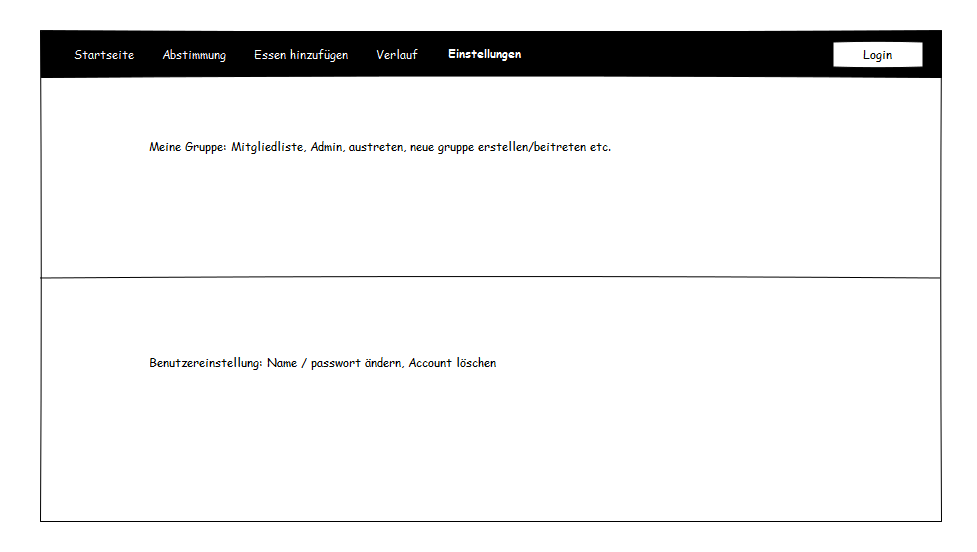 Startseite Abstimmung Essen hinzufügen Verlauf Einstellungen Login
Meine Gruppe: Mitgliedliste, Admin, austreten, neue gruppe erstellen/beitreten etc.
Benutzereinstellung: Name / passwort ändern, Account löschen